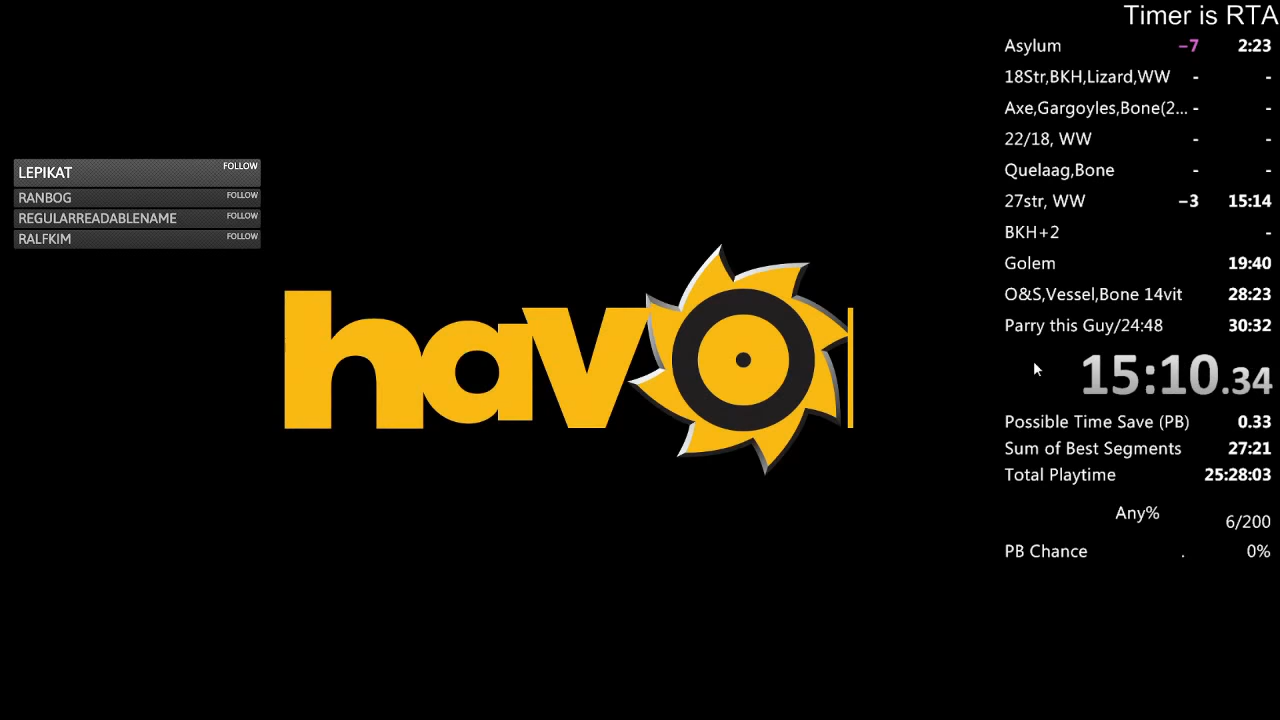 Timer is RTA
Asylum −7 2:23
18Str,BKH,Lizard,WW - -
Axe,Gargoyles,Bone(2... - -
22/18, WW - -
Quelaag,Bone - -
27str, WW −3 15:14
BKH+2 -
Golem 19:40
O&S,Vessel,Bone 14vit 28:23
Parry this Guy/24:48 30:32
15:10.34
Possible Time Save (PB) 0.33
Sum of Best Segments 27:21
Total Playtime 25:28:03
Any% 6/200
PB Chance . 0%
LEPIKAT FOLLOW
RANBOG FOLLOW
REGULARREADABLENAME FOLLOW
RALFKIM FOLLOW
havo